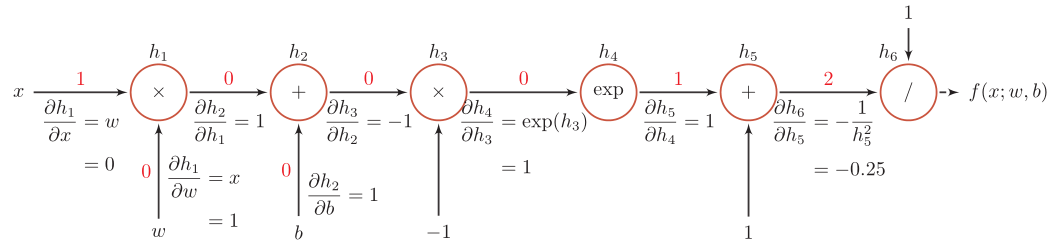 1
h₁ h₂ h₃ h₄ h₅ h₆
1 0 0 0 1 2
x × + × exp + / f(x; w, b)
∂h₁/∂x = w ∂h₂/∂h₁ = 1 ∂h₃/∂h₂ = −1 ∂h₄/∂h₃ = exp(h₃) ∂h₅/∂h₄ = 1 ∂h₆/∂h₅ = −1/h₅²
= 0 = 1 = −0.25
0 ∂h₁/∂w = x 0 ∂h₂/∂b = 1
= 1
w b −1 1